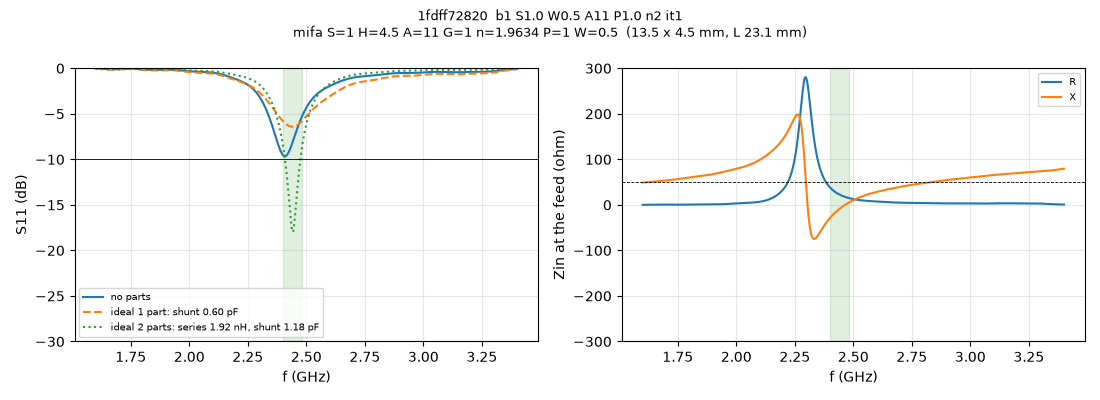 1fdff72820  b1 S1.0 W0.5 A11 P1.0 n2 it1
mifa S=1 H=4.5 A=11 G=1 n=1.9634 P=1 W=0.5  (13.5 x 4.5 mm, L 23.1 mm)
0
−5
−10
−15
−20
−25
−30
S11 (dB)
no parts
ideal 1 part: shunt 0.60 pF
ideal 2 parts: series 1.92 nH, shunt 1.18 pF
1.75
2.00
2.25
2.50
2.75
3.00
3.25
f (GHz)
300
200
100
0
−100
−200
−300
Zin at the feed (ohm)
R
X
1.75
2.00
2.25
2.50
2.75
3.00
3.25
f (GHz)